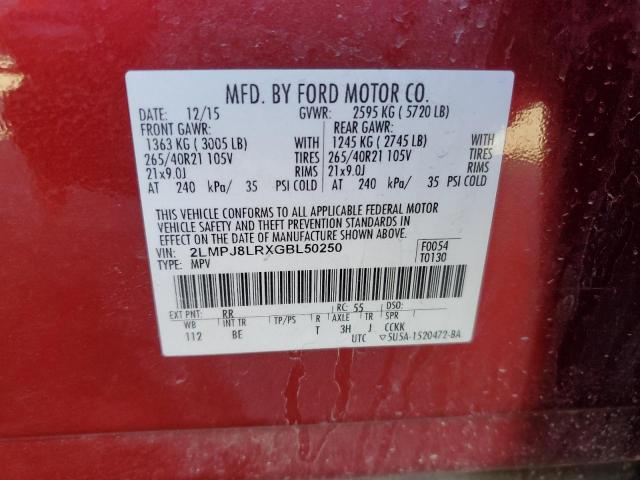 MFD. BY FORD MOTOR CO.
DATE: 12/15 GVWR: 2595 KG ( 5720 LB)
FRONT GAWR: REAR GAWR:
1363 KG ( 3005 LB) WITH 1245 KG ( 2745 LB) WITH
265/40R21 105V TIRES 265/40R21 105V TIRES
21x9.0J RIMS 21x9.0J RIMS
AT 240 kPa/ 35 PSI COLD AT 240 kPa/ 35 PSI COLD
THIS VEHICLE CONFORMS TO ALL APPLICABLE FEDERAL MOTOR
VEHICLE SAFETY AND THEFT PREVENTION STANDARDS IN
EFFECT ON THE DATE OF MANUFACTURE SHOWN ABOVE.
VIN: 2LMPJ8LRXGBL50250 F0054
TYPE: MPV T0130
EXT PNT: RR RC: 55 DSO:
WB INT TR TP/PS R AXLE TR SPR
112 BE T 3H J CCKK
UTC ▽5U5A-1520472-BA